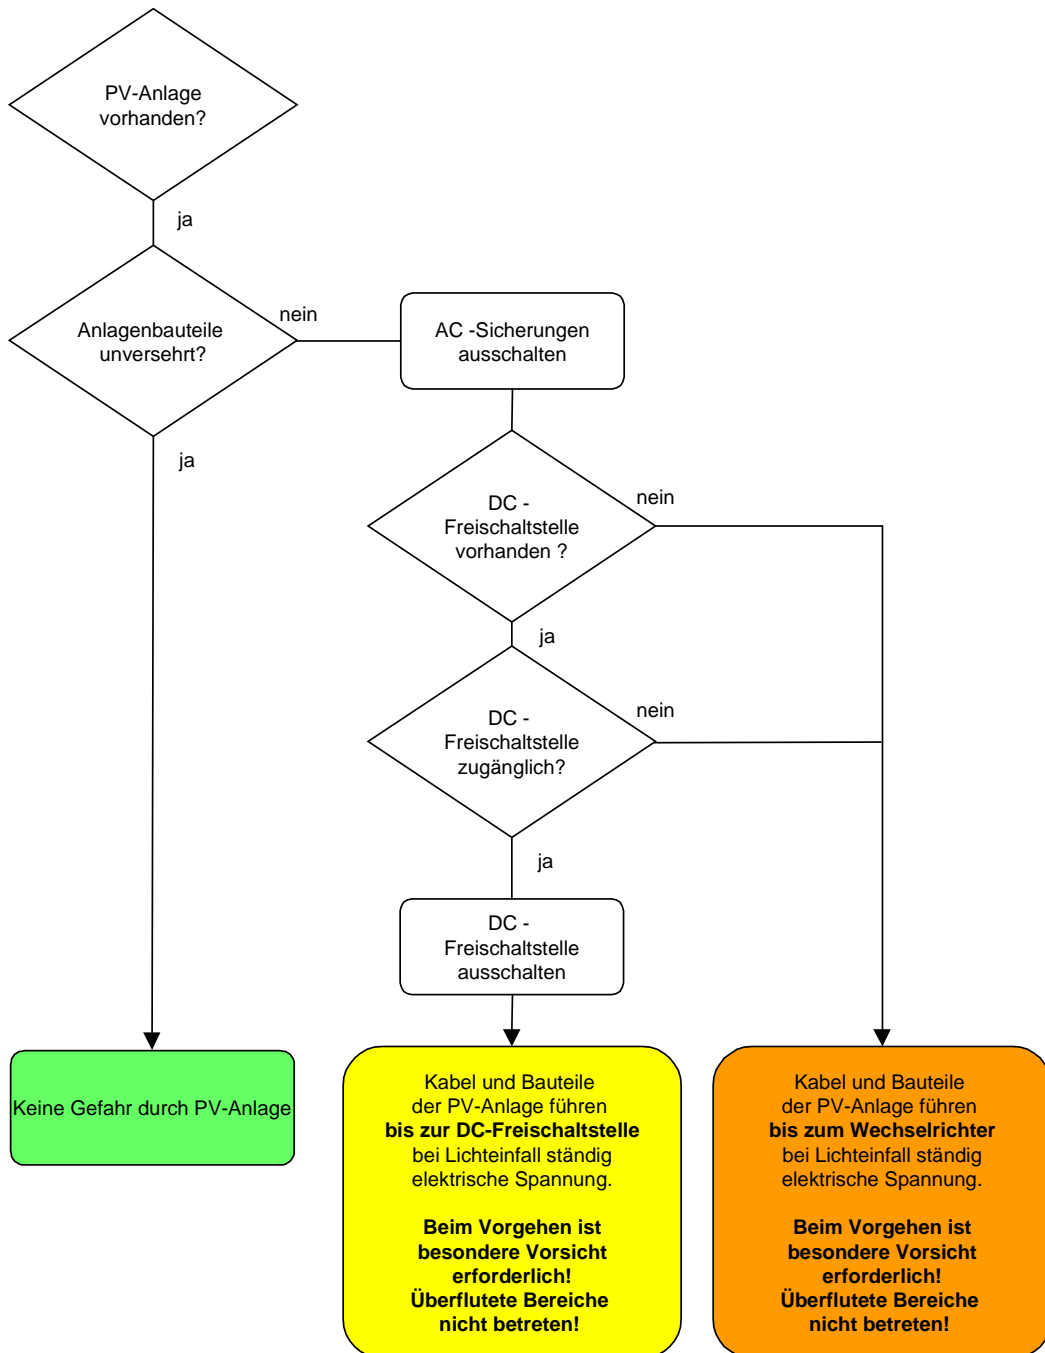 PV-Anlage
vorhanden?
ja
Anlagenbauteile
unversehrt?
nein
AC -Sicherungen
ausschalten
ja
DC -
Freischaltstelle
vorhanden ?
nein
ja
DC -
Freischaltstelle
zugänglich?
nein
ja
DC -
Freischaltstelle
ausschalten
Keine Gefahr durch PV-Anlage
Kabel und Bauteile
der PV-Anlage führen
bis zur DC-Freischaltstelle
bei Lichteinfall ständig
elektrische Spannung.
Beim Vorgehen ist
besondere Vorsicht
erforderlich!
Überflutete Bereiche
nicht betreten!
Kabel und Bauteile
der PV-Anlage führen
bis zum Wechselrichter
bei Lichteinfall ständig
elektrische Spannung.
Beim Vorgehen ist
besondere Vorsicht
erforderlich!
Überflutete Bereiche
nicht betreten!